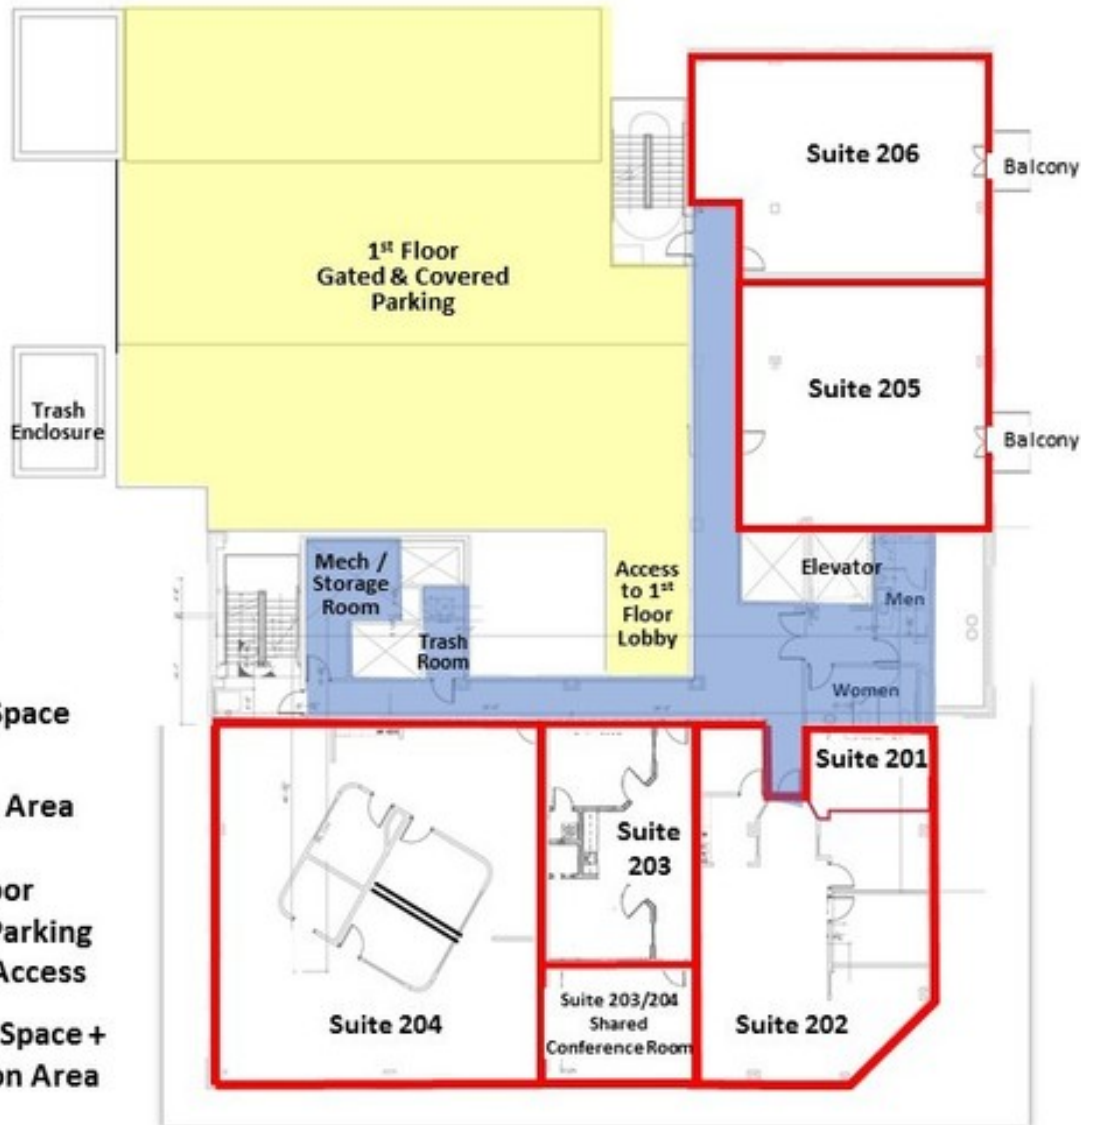 Suite 206
Balcony
1st Floor
Gated & Covered
Parking
Suite 205
Trash
Enclosure
Balcony
Mech /
Storage
Room
Trash
Room
Access
to 1st
Floor
Lobby
Elevator
Men
Women
Space
Area
Parking
Access
Space +
Area
Suite 201
Suite
203
Suite 204
Suite 203/204
Shared
Conference Room
Suite 202